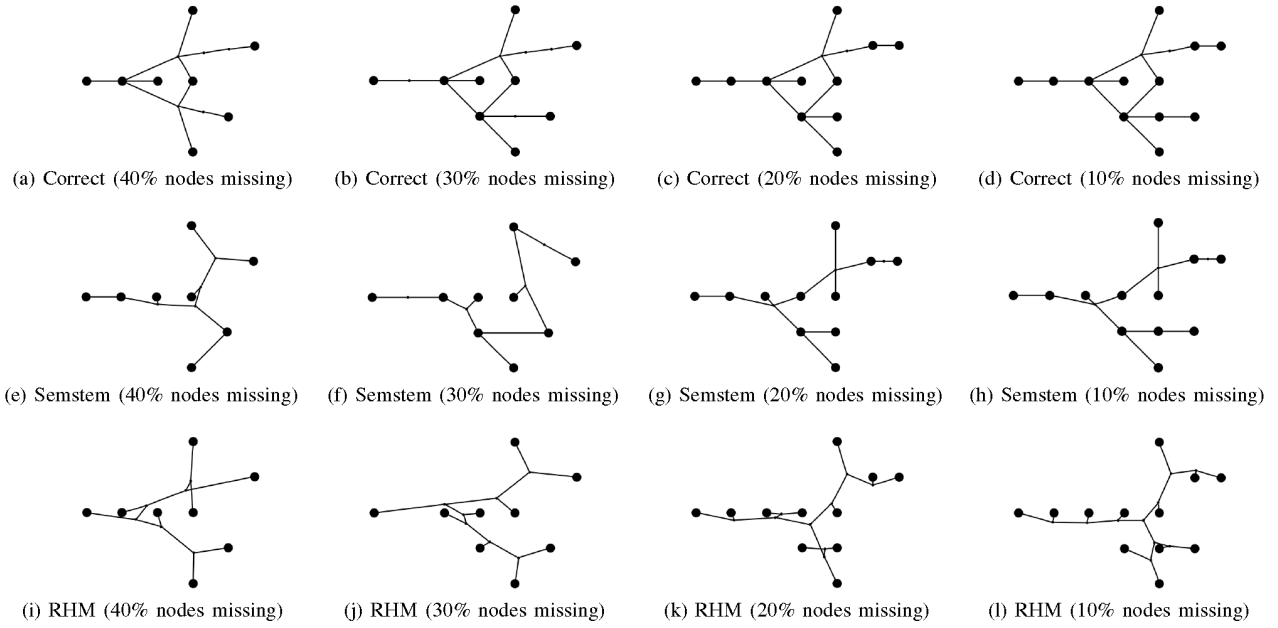 (a) Correct (40% nodes missing)
(b) Correct (30% nodes missing)
(c) Correct (20% nodes missing)
(d) Correct (10% nodes missing)
(e) Semstem (40% nodes missing)
(f) Semstem (30% nodes missing)
(g) Semstem (20% nodes missing)
(h) Semstem (10% nodes missing)
(i) RHM (40% nodes missing)
(j) RHM (30% nodes missing)
(k) RHM (20% nodes missing)
(l) RHM (10% nodes missing)